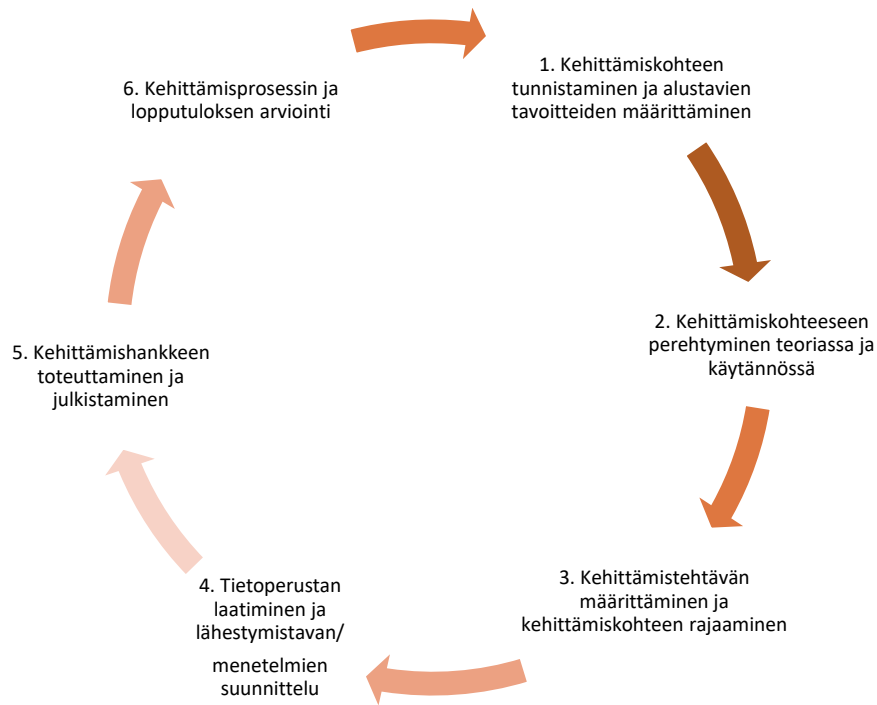 1. Kehittämiskohteen
tunnistaminen ja alustavien
tavoitteiden määrittäminen
2. Kehittämiskohteeseen
perehtyminen teoriassa ja
käytännössä
3. Kehittämistehtävän
määrittäminen ja
kehittämiskohteen rajaaminen
4. Tietoperustan
laatiminen ja
lähestymistavan/
menetelmien
suunnittelu
5. Kehittämishankkeen
toteuttaminen ja
julkistaminen
6. Kehittämisprosessin ja
lopputuloksen arviointi